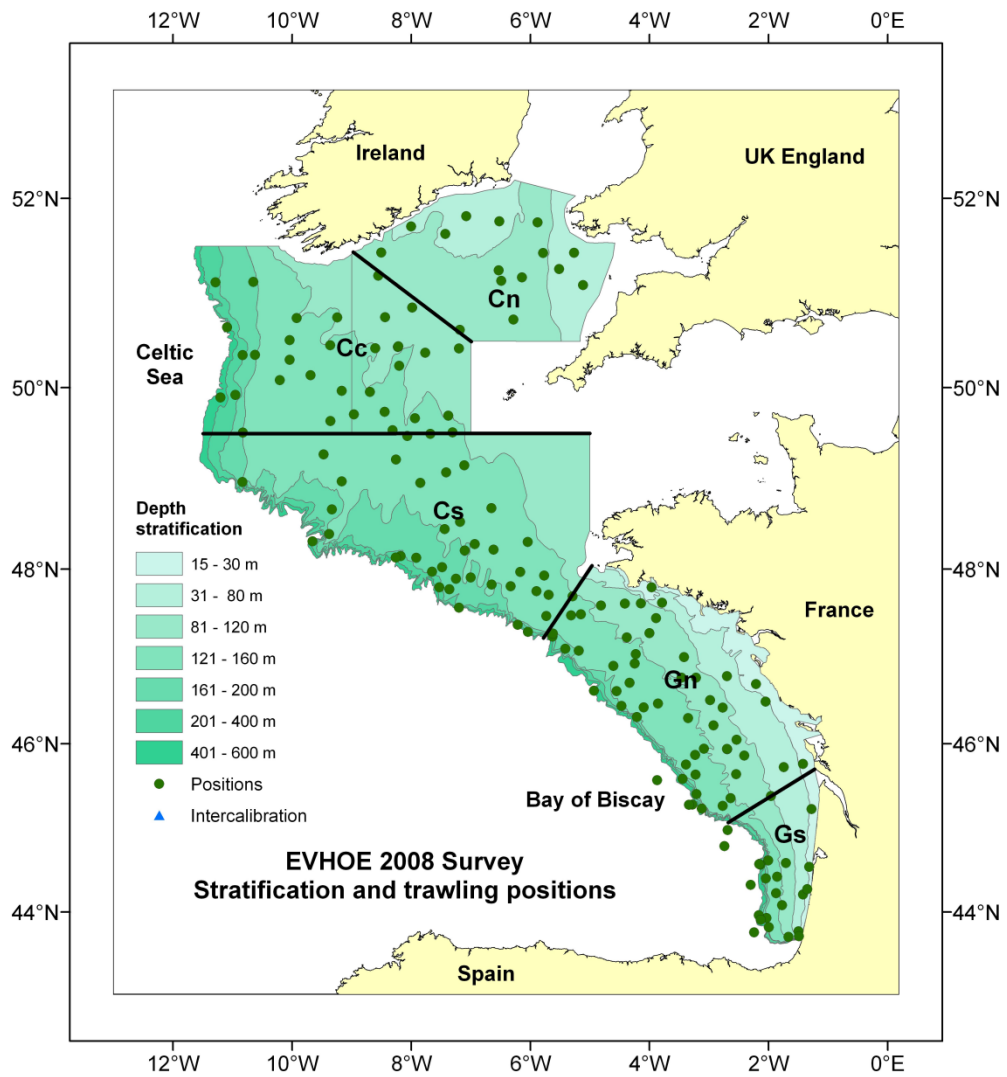 12°W 10°W 8°W 6°W 4°W 2°W 0°E
Ireland
UK England
52°N 52°N
Cn
Celtic
Sea
Cc
50°N 50°N
Cs
Depth
stratification
15 - 30 m
31 - 80 m
81 - 120 m
121 - 160 m
161 - 200 m
201 - 400 m
401 - 600 m
Positions
Intercalibration
48°N 48°N
France
Gn
46°N 46°N
Bay of Biscay
Gs
EVHOE 2008 Survey
Stratification and trawling positions
44°N 44°N
Spain
12°W 10°W 8°W 6°W 4°W 2°W 0°E